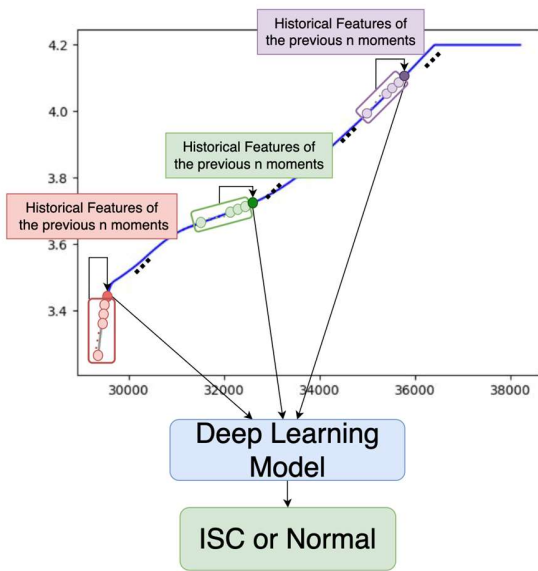 Historical Features of
the previous n moments
4.2
4.0
Historical Features of
the previous n moments
3.8
Historical Features of
the previous n moments
3.6
3.4
30000 32000 34000 36000 38000
Deep Learning
Model
ISC or Normal